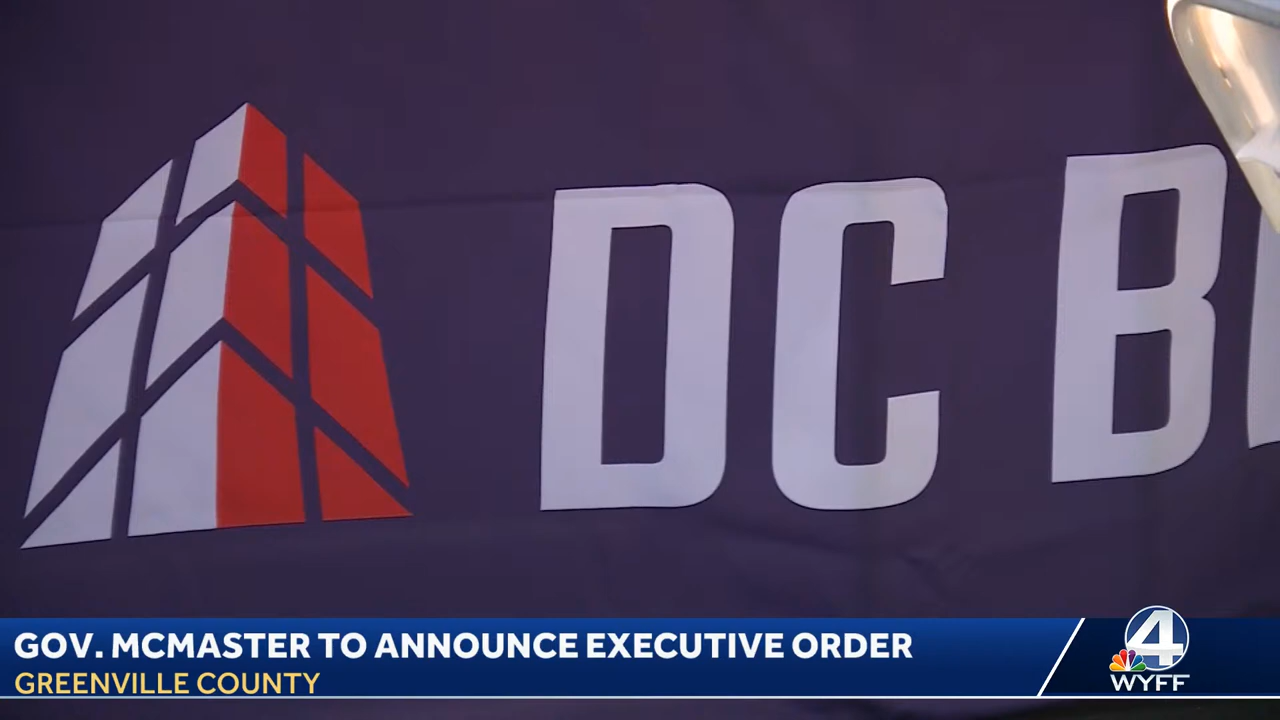 DC B
GOV. MCMASTER TO ANNOUNCE EXECUTIVE ORDER
GREENVILLE COUNTY
4
WYFF